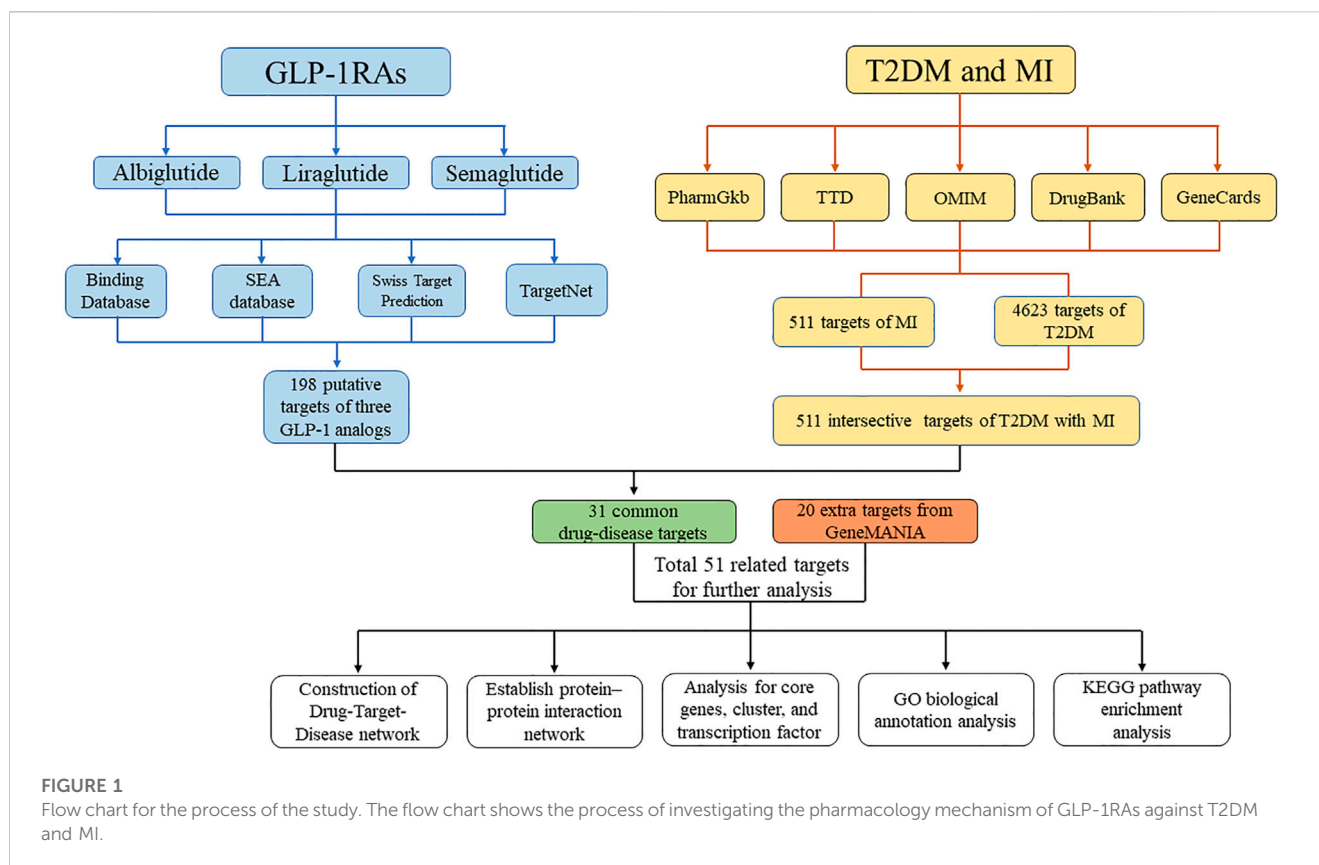 GLP-1RAs
T2DM and MI
Albiglutide
Liraglutide
Semaglutide
PharmGkb
TTD
OMIM
DrugBank
GeneCards
Binding
Database
SEA
database
Swiss Target
Prediction
TargetNet
511 targets of MI
4623 targets of
T2DM
198 putative
targets of three
GLP-1 analogs
511 intersective targets of T2DM with MI
31 common
drug-disease targets
20 extra targets from
GeneMANIA
Total 51 related targets
for further analysis
Construction of
Drug-Target-
Disease network
Establish protein–
protein interaction
network
Analysis for core
genes, cluster, and
transcription factor
GO biological
annotation analysis
KEGG pathway
enrichment
analysis
FIGURE 1
Flow chart for the process of the study. The flow chart shows the process of investigating the pharmacology mechanism of GLP-1RAs against T2DM
and MI.